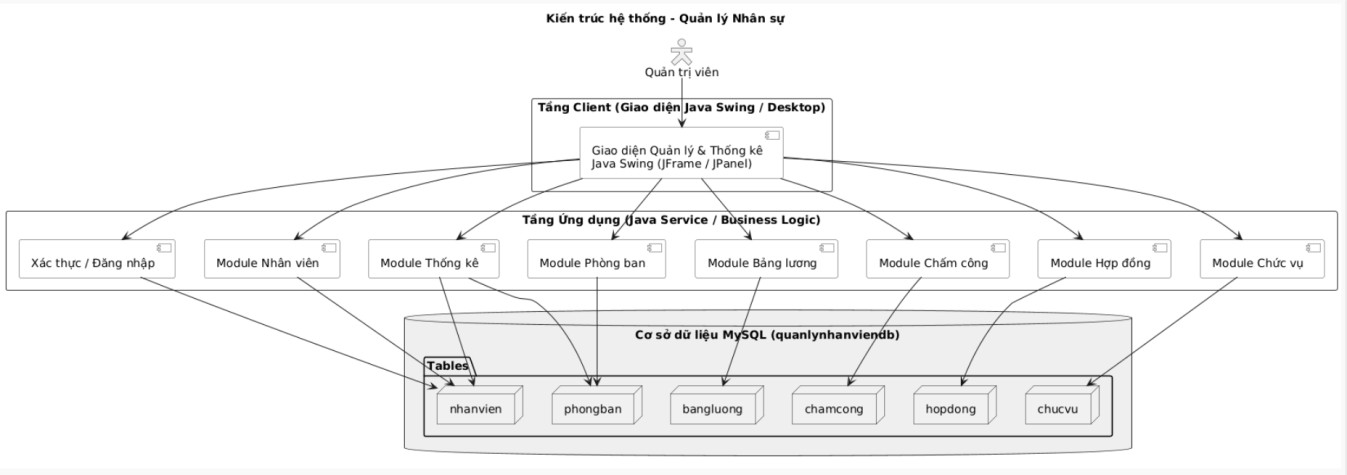 Kiến trúc hệ thống - Quản lý Nhân sự
Quản trị viên
Tầng Client (Giao diện Java Swing / Desktop)
Giao diện Quản lý & Thống kê
Java Swing (JFrame / JPanel)
Tầng Ứng dụng (Java Service / Business Logic)
Xác thực / Đăng nhập
Module Nhân viên
Module Thống kê
Module Phòng ban
Module Bảng lương
Module Chấm công
Module Hợp đồng
Module Chức vụ
Cơ sở dữ liệu MySQL (quanlynhanviendb)
Tables
nhanvien
phongban
bangluong
chamcong
hopdong
chucvu